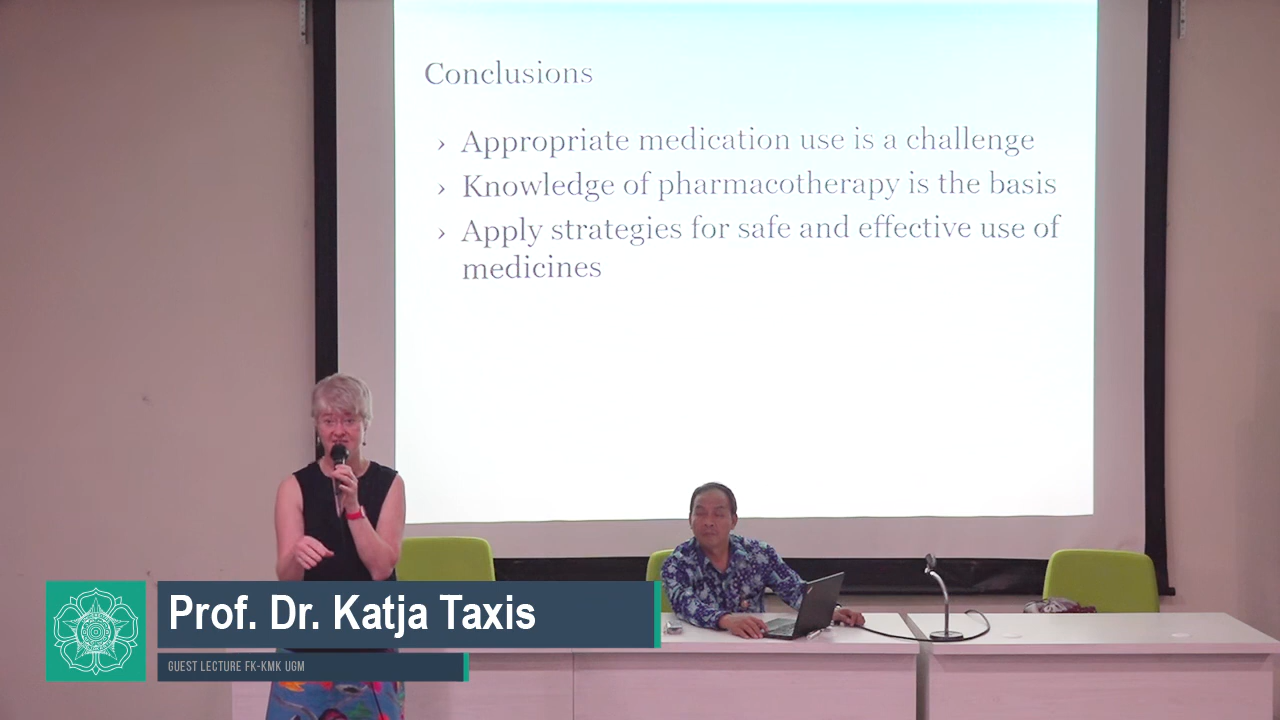 Conclusions
› Appropriate medication use is a challenge
› Knowledge of pharmacotherapy is the basis
› Apply strategies for safe and effective use of
medicines
Prof. Dr. Katja Taxis
GUEST LECTURE FK-KMK UGM